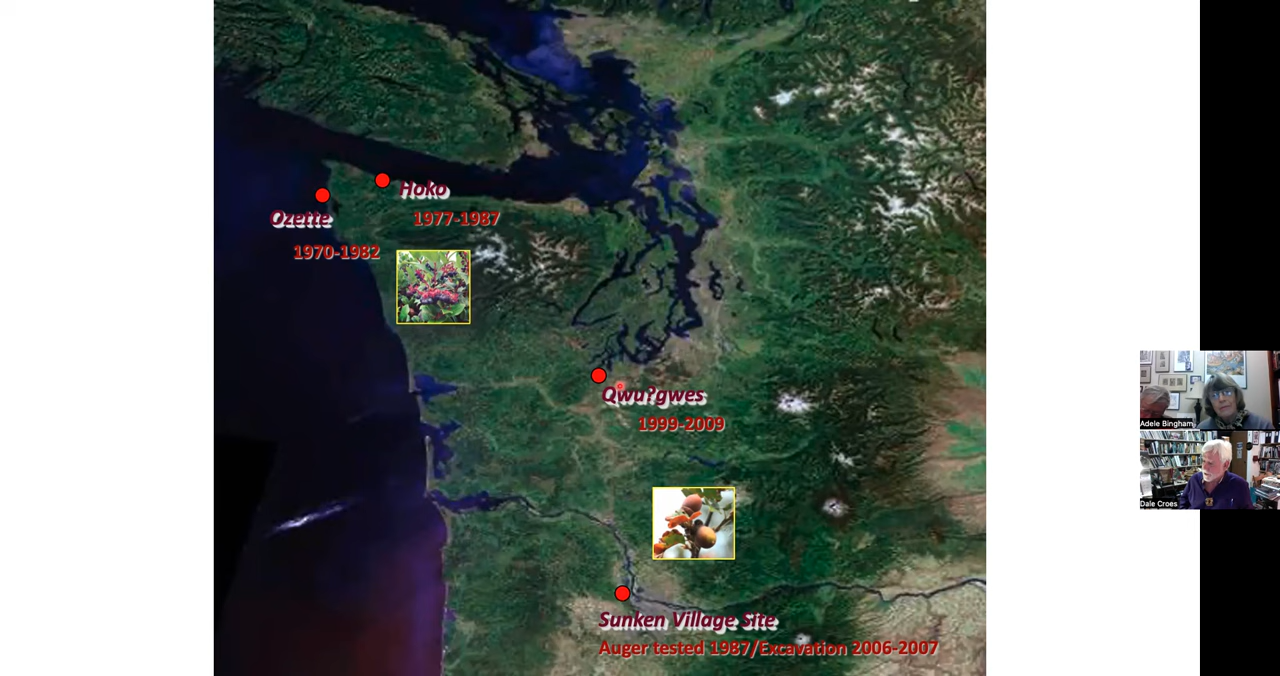 Hoko
Ozette
1977-1987
1970-1982
Qwu?gwes
1999-2009
Sunken Village Site
Auger tested 1987/Excavation 2006-2007
Adele Bingham
Dale Croes